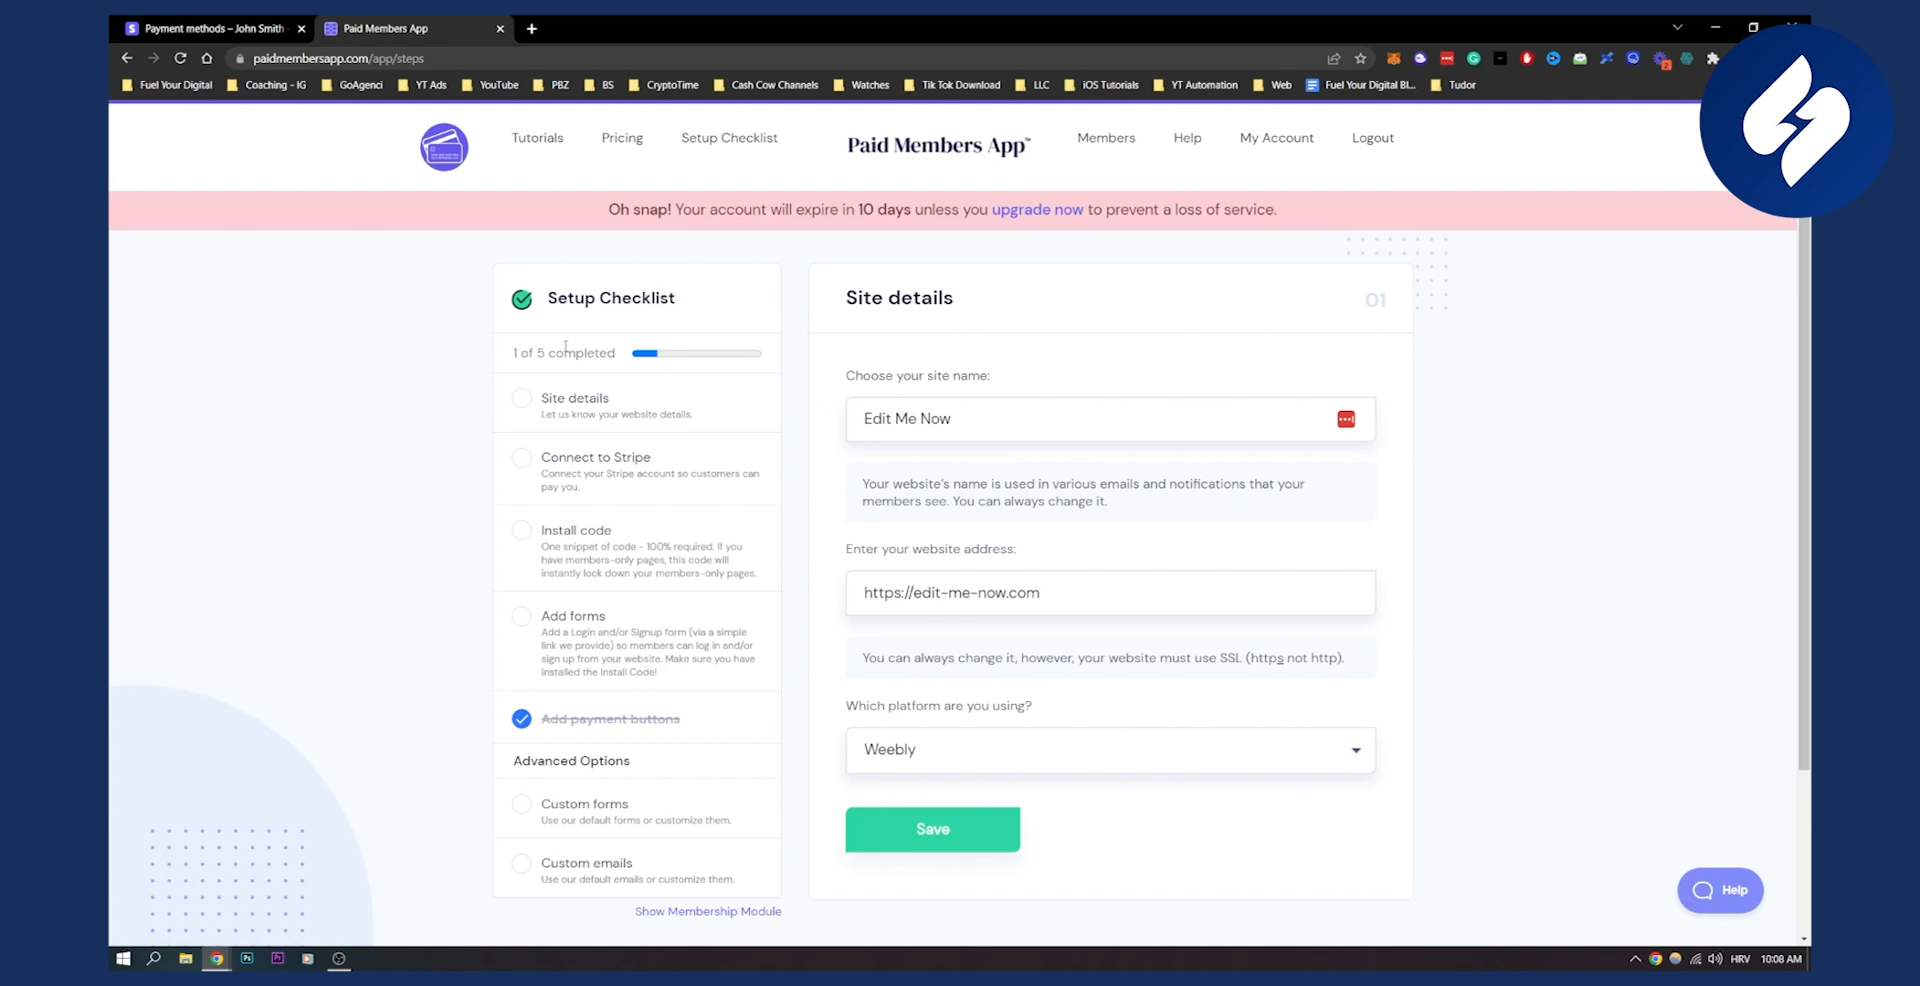 Payment methods – John Smith
Paid Members App
paidmembersapp.com/app/steps
Fuel Your Digital
Coaching - IG
GoAgenci
YT Ads
YouTube
PBZ
BS
CryptoTime
Cash Cow Channels
Watches
Tik Tok Download
LLC
iOS Tutorials
YT Automation
Web
Fuel Your Digital Bl...
Tudor
Tutorials
Pricing
Setup Checklist
Paid Members App™
Members
Help
My Account
Logout
Oh snap! Your account will expire in 10 days unless you upgrade now to prevent a loss of service.
Setup Checklist
1 of 5 completed
Site details
Let us know your website details.
Connect to Stripe
Connect your Stripe account so customers can
pay you.
Install code
One snippet of code - 100% required. If you
have members-only pages, this code will
instantly lock down your members-only pages.
Add forms
Add a Login and/or Signup form (via a simple
link we provide) so members can log in and/or
sign up from your website. Make sure you have
installed the Install Code!
Add payment buttons
Advanced Options
Custom forms
Use our default forms or customize them.
Custom emails
Use our default emails or customize them.
Show Membership Module
Site details
01
Choose your site name:
Edit Me Now
Your website's name is used in various emails and notifications that your
members see. You can always change it.
Enter your website address:
https://edit-me-now.com
You can always change it, however, your website must use SSL (https not http).
Which platform are you using?
Weebly
Save
Help
HRV
10:08 AM